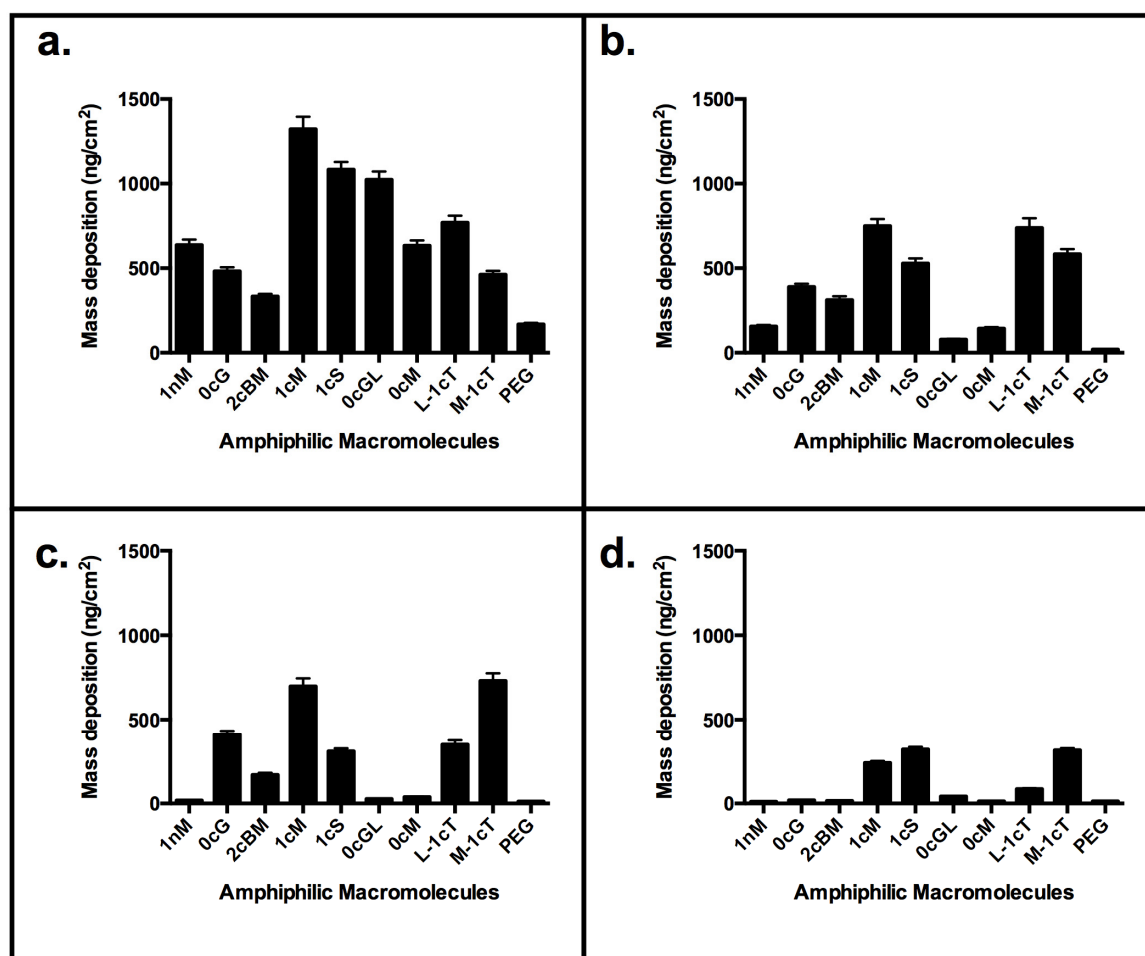 a.
Mass deposition (ng/cm²)
1500
1000
500
0
1nM
0cG
2cBM
1cM
1cS
0cGL
0cM
L-1cT
M-1cT
PEG
Amphiphilic Macromolecules
b.
Mass deposition (ng/cm²)
1500
1000
500
0
1nM
0cG
2cBM
1cM
1cS
0cGL
0cM
L-1cT
M-1cT
PEG
Amphiphilic Macromolecules
c.
Mass deposition (ng/cm²)
1500
1000
500
0
1nM
0cG
2cBM
1cM
1cS
0cGL
0cM
L-1cT
M-1cT
PEG
Amphiphilic Macromolecules
d.
Mass deposition (ng/cm²)
1500
1000
500
0
1nM
0cG
2cBM
1cM
1cS
0cGL
0cM
L-1cT
M-1cT
PEG
Amphiphilic Macromolecules